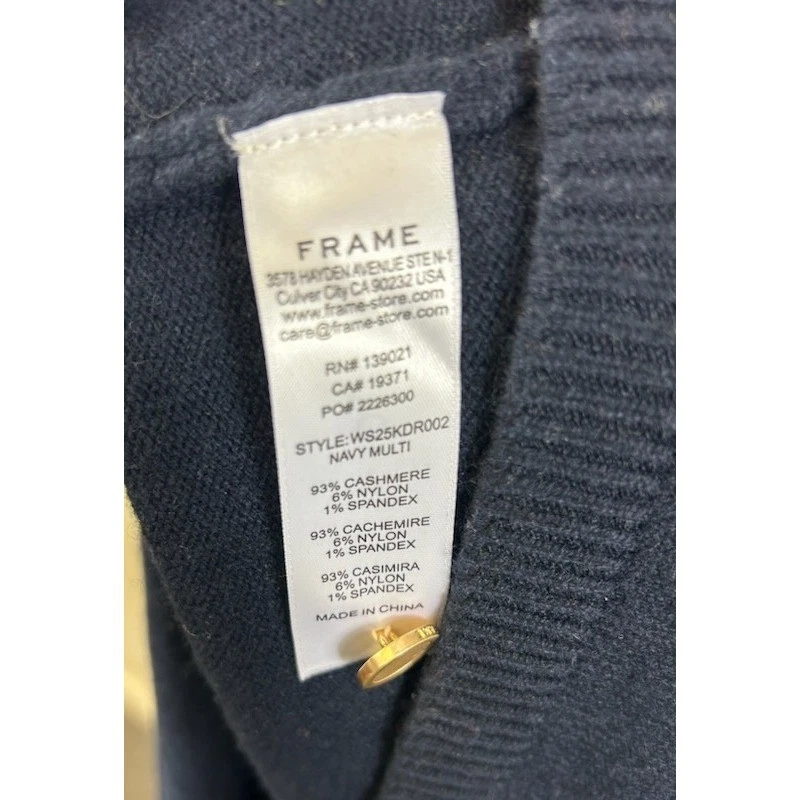 FRAME
3578 HAYDEN AVENUE STE N-1
Culver City CA 90232 USA
www.frame-store.com
care@frame-store.com
RN# 139021
CA# 19371
PO# 2226300
STYLE: WS25KDR002
NAVY MULTI
93% CASHMERE
6% NYLON
1% SPANDEX
93% CACHEMIRE
6% NYLON
1% SPANDEX
93% CASIMIRA
6% NYLON
1% SPANDEX
MADE IN CHINA